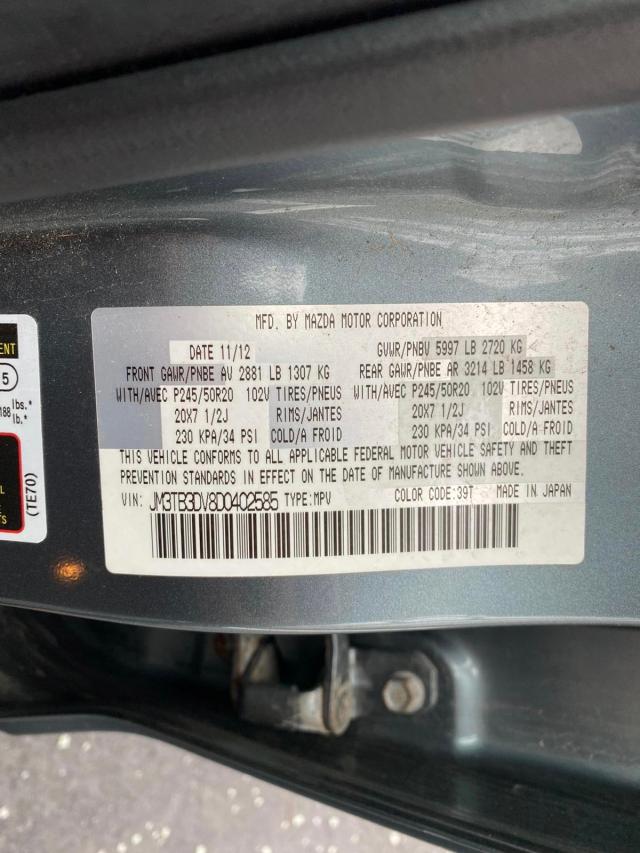 MFD. BY MAZDA MOTOR CORPORATION
DATE 11/12 GVWR/PNBV 5997 LB 2720 KG
FRONT GAWR/PNBE AV 2881 LB 1307 KG REAR GAWR/PNBE AR 3214 LB 1458 KG
WITH/AVEC P245/50R20 102V TIRES/PNEUS WITH/AVEC P245/50R20 102V TIRES/PNEUS
20X7 1/2J RIMS/JANTES 20X7 1/2J RIMS/JANTES
230 KPA/34 PSI COLD/A FROID 230 KPA/34 PSI COLD/A FROID
THIS VEHICLE CONFORMS TO ALL APPLICABLE FEDERAL MOTOR VEHICLE SAFETY AND THEFT
PREVENTION STANDARDS IN EFFECT ON THE DATE OF MANUFACTURE SHOWN ABOVE.
VIN: JM3TB3DV8D0402585 TYPE:MPV COLOR CODE:39T MADE IN JAPAN
ENT
5
188 lbs.*
lb.*
(TE70)